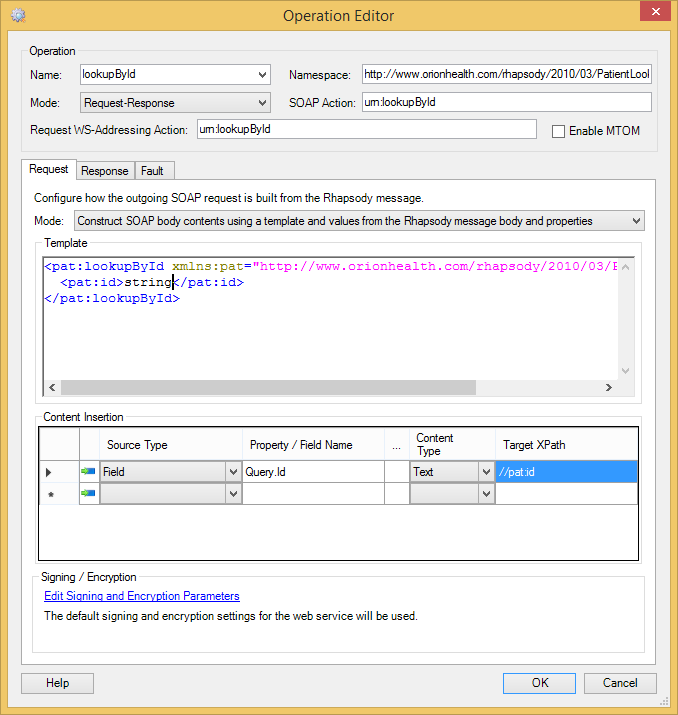 Operation Editor
Operation
Name: lookupById Namespace: http://www.orionhealth.com/rhapsody/2010/03/PatientLool
Mode: Request-Response SOAP Action: urn:lookupById
Request WS-Addressing Action: urn:lookupById Enable MTOM
Request Response Fault
Configure how the outgoing SOAP request is built from the Rhapsody message.
Mode: Construct SOAP body contents using a template and values from the Rhapsody message body and properties
Template
<pat:lookupById xmlns:pat="http://www.orionhealth.com/rhapsody/2010/03/P
<pat:id>string</pat:id>
</pat:lookupById>
Content Insertion
Source Type Property / Field Name ... Content Type Target XPath
Field Query.Id Text //pat:id
*
Signing / Encryption
Edit Signing and Encryption Parameters
The default signing and encryption settings for the web service will be used.
Help OK Cancel